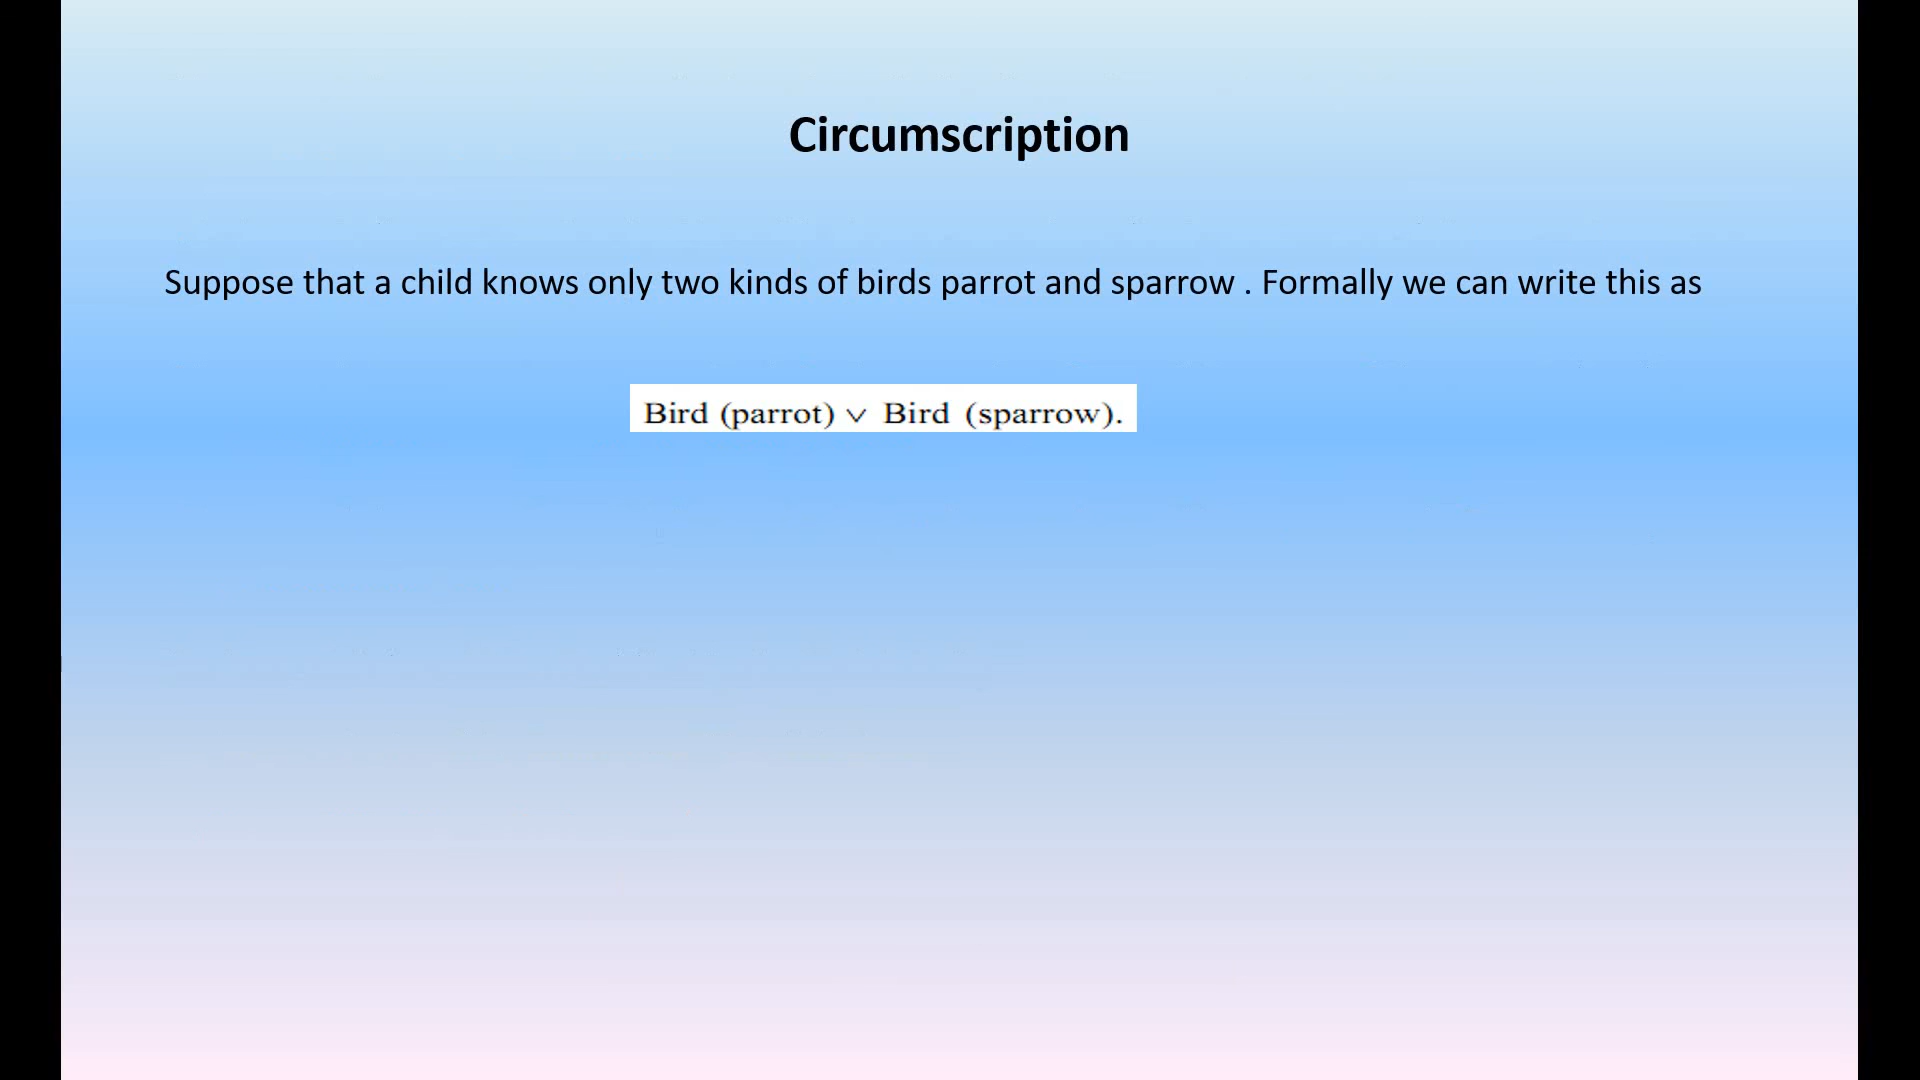 Circumscription
Suppose that a child knows only two kinds of birds parrot and sparrow . Formally we can write this as
Bird (parrot) ∨ Bird (sparrow).